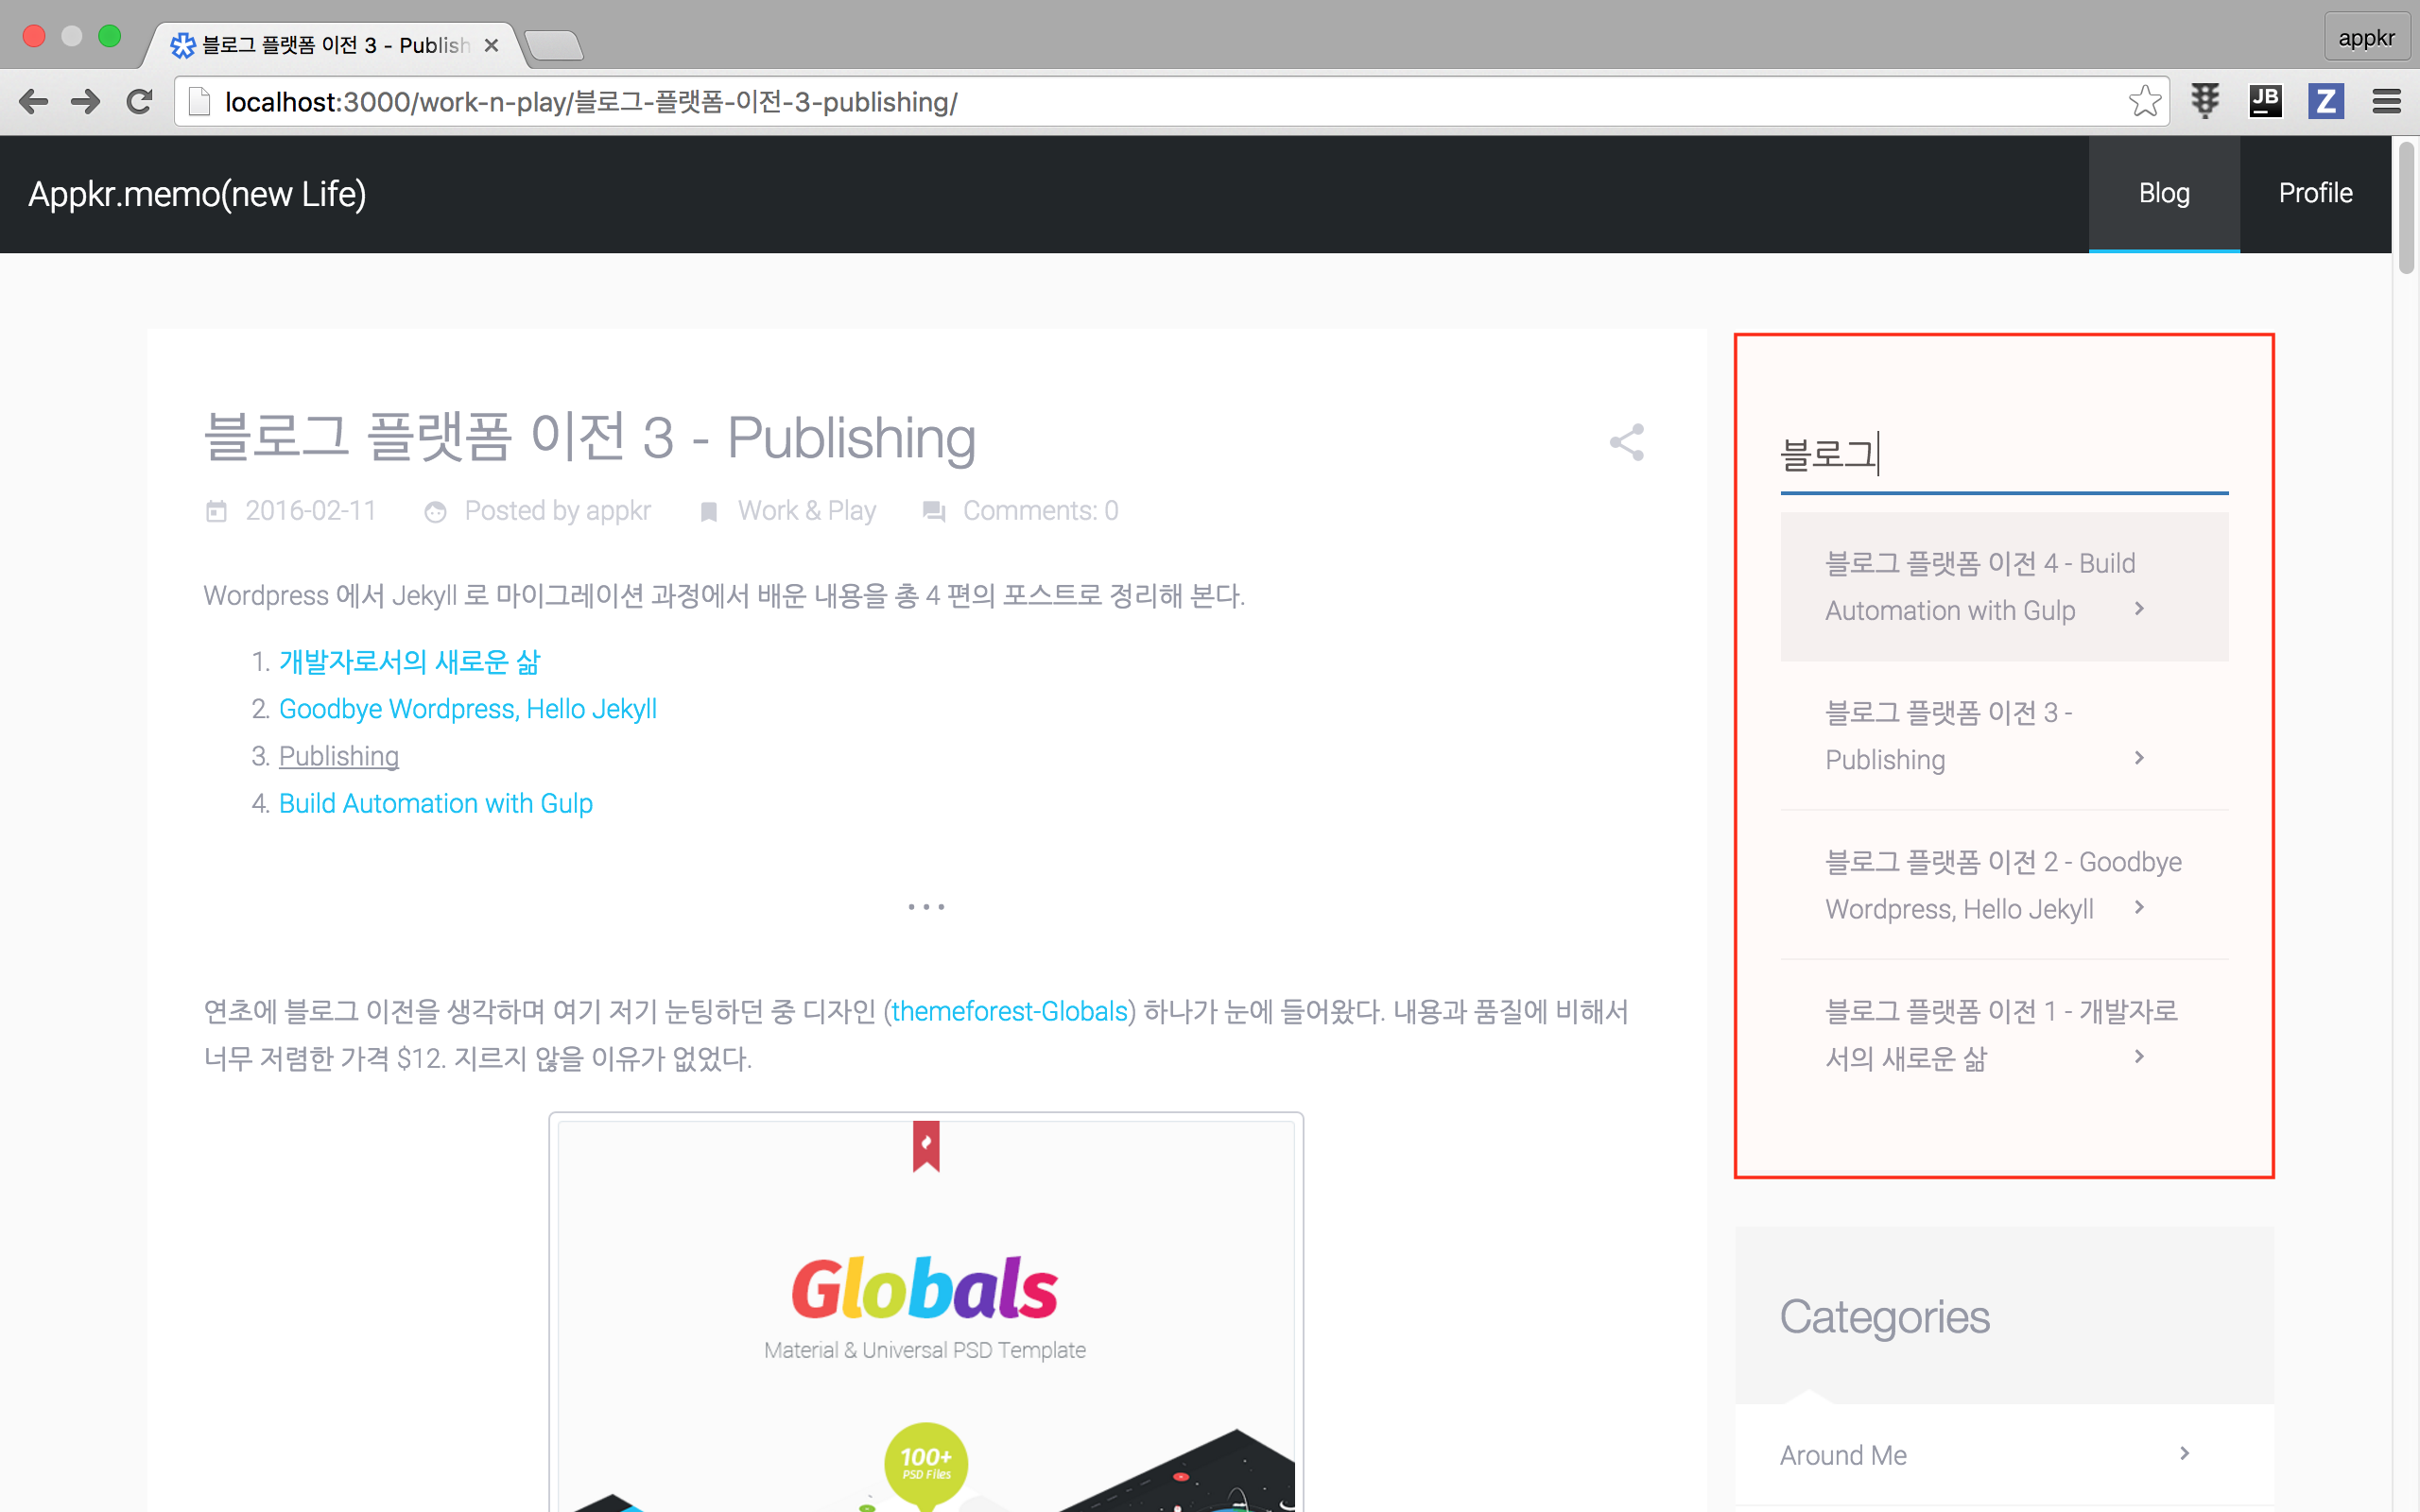 블로그 플랫폼 이전 3 - Publish
appkr
localhost:3000/work-n-play/블로그-플랫폼-이전-3-publishing/
JB
Z
Appkr.memo(new Life)
Blog
Profile
블로그 플랫폼 이전 3 - Publishing
2016-02-11
Posted by appkr
Work & Play
Comments: 0
Wordpress 에서 Jekyll 로 마이그레이션 과정에서 배운 내용을 총 4 편의 포스트로 정리해 본다.
1. 개발자로서의 새로운 삶
2. Goodbye Wordpress, Hello Jekyll
3. Publishing
4. Build Automation with Gulp
...
연초에 블로그 이전을 생각하며 여기 저기 눈팅하던 중 디자인 (themeforest-Globals) 하나가 눈에 들어왔다. 내용과 품질에 비해서
너무 저렴한 가격 $12. 지르지 않을 이유가 없었다.
Globals
Material & Universal PSD Template
100+
PSD Files
블로그
블로그 플랫폼 이전 4 - Build
Automation with Gulp
블로그 플랫폼 이전 3 -
Publishing
블로그 플랫폼 이전 2 - Goodbye
Wordpress, Hello Jekyll
블로그 플랫폼 이전 1 - 개발자로
서의 새로운 삶
Categories
Around Me